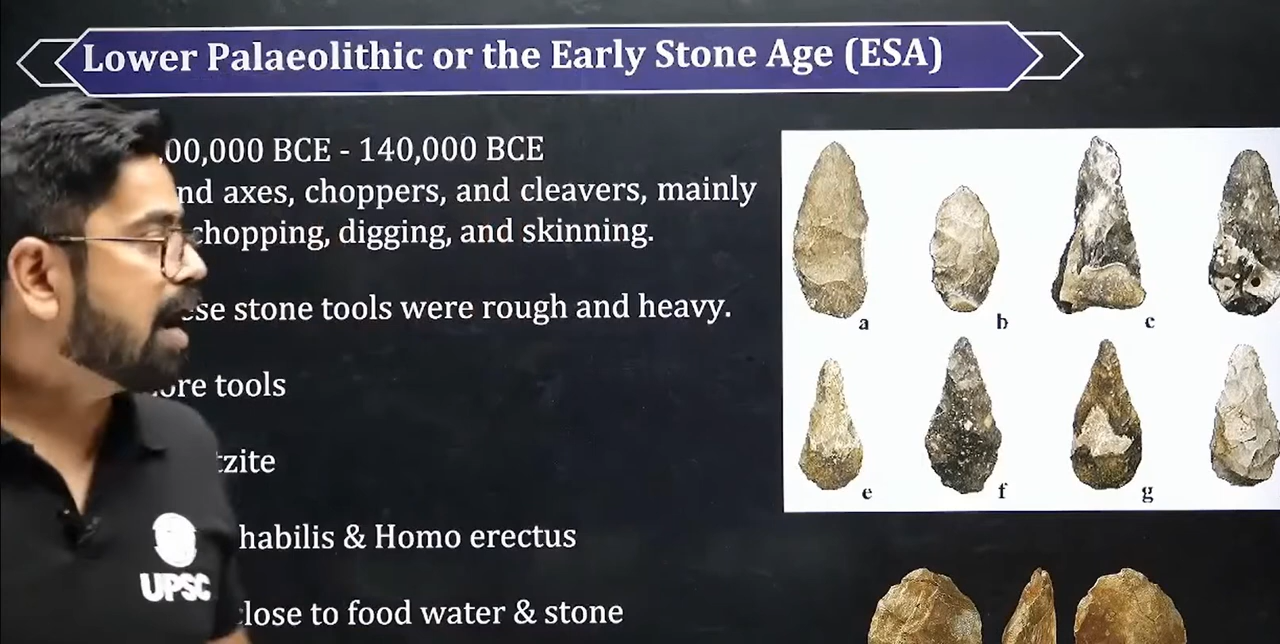 Lower Palaeolithic or the Early Stone Age (ESA)
00,000 BCE - 140,000 BCE
nd axes, choppers, and cleavers, mainly
chopping, digging, and skinning.
ese stone tools were rough and heavy.
ore tools
tzite
habilis & Homo erectus
lose to food water & stone
a
b
c
e
f
g
UPSC